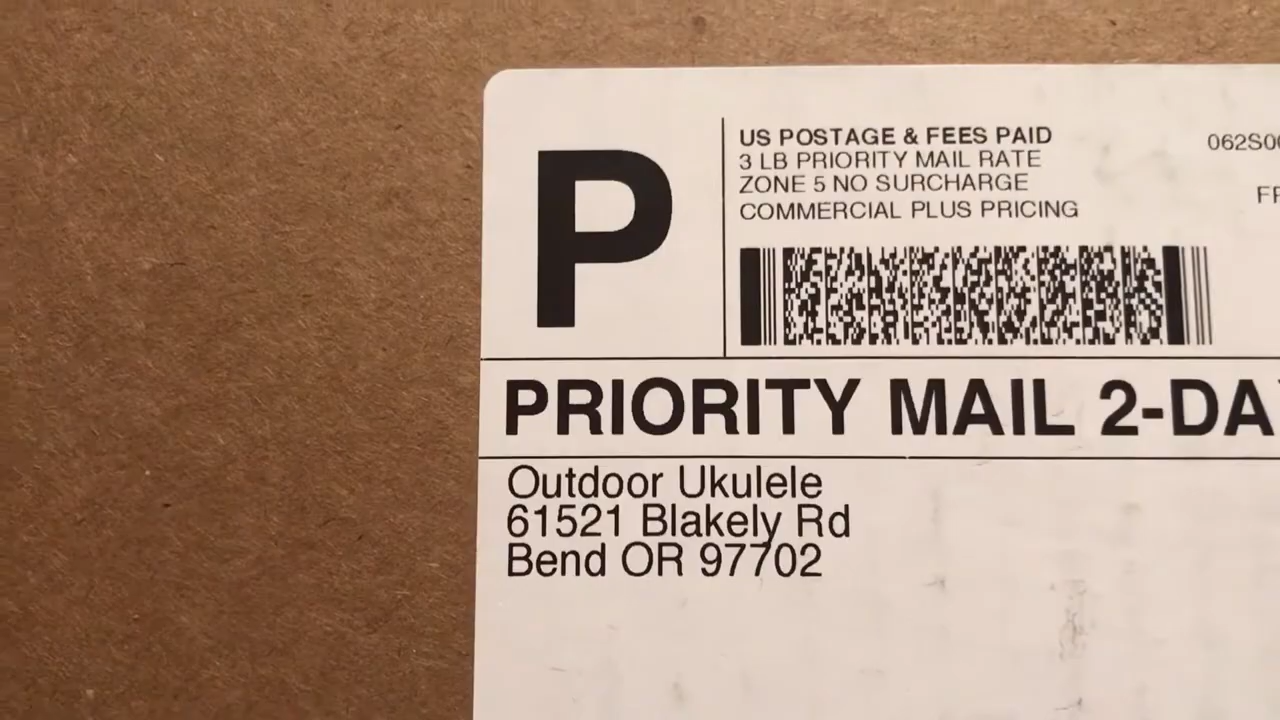 P
US POSTAGE & FEES PAID
3 LB PRIORITY MAIL RATE
ZONE 5 NO SURCHARGE
COMMERCIAL PLUS PRICING
PRIORITY MAIL 2-DA
Outdoor Ukulele
61521 Blakely Rd
Bend OR 97702